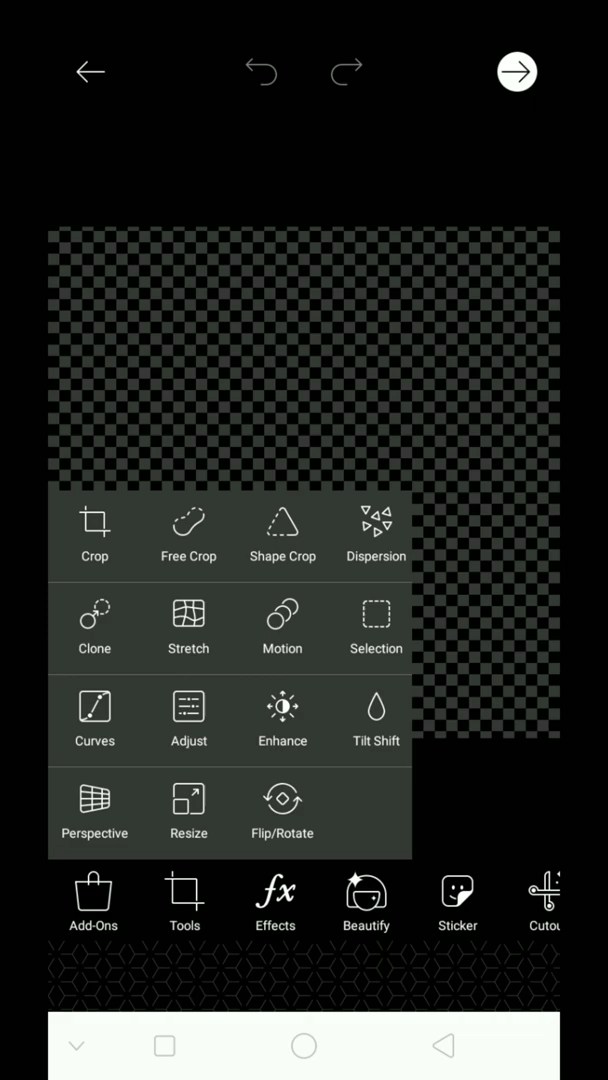 Crop Free Crop Shape Crop Dispersion
Clone Stretch Motion Selection
Curves Adjust Enhance Tilt Shift
Perspective Resize Flip/Rotate
Add-Ons Tools Effects Beautify Sticker Cutou